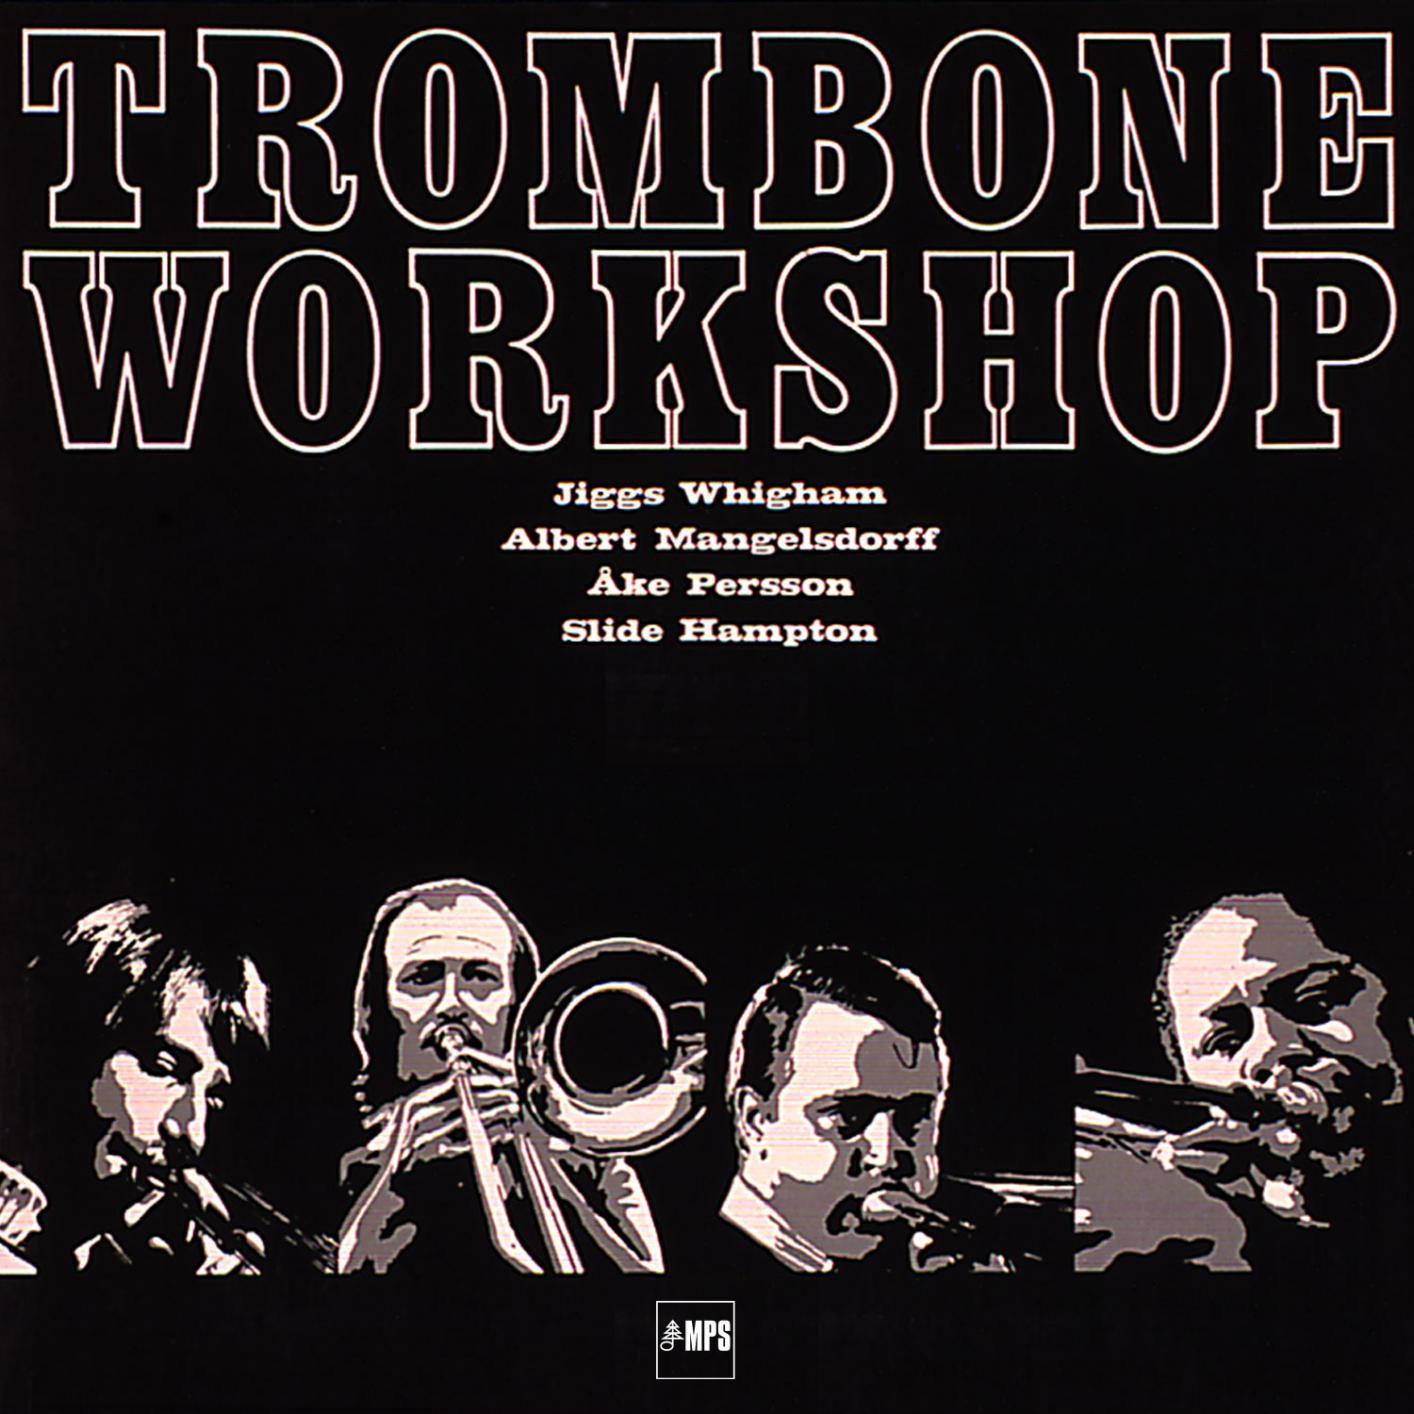 TROMBONE
WORKSHOP
Jiggs Whigham
Albert Mangelsdorff
Åke Persson
Slide Hampton
MPS